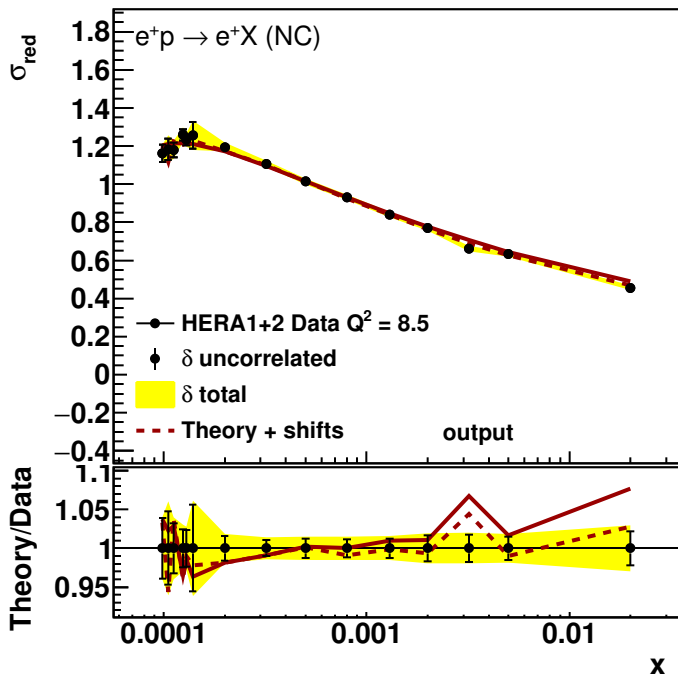 σred
e⁺p → e⁺X (NC)
1.8
1.6
1.4
1.2
1
0.8
0.6
0.4
0.2
0
−0.2
−0.4
HERA1+2 Data Q² = 8.5
δ uncorrelated
δ total
Theory + shifts
output
Theory/Data
1.1
1.05
1
0.95
0.0001
0.001
0.01
x